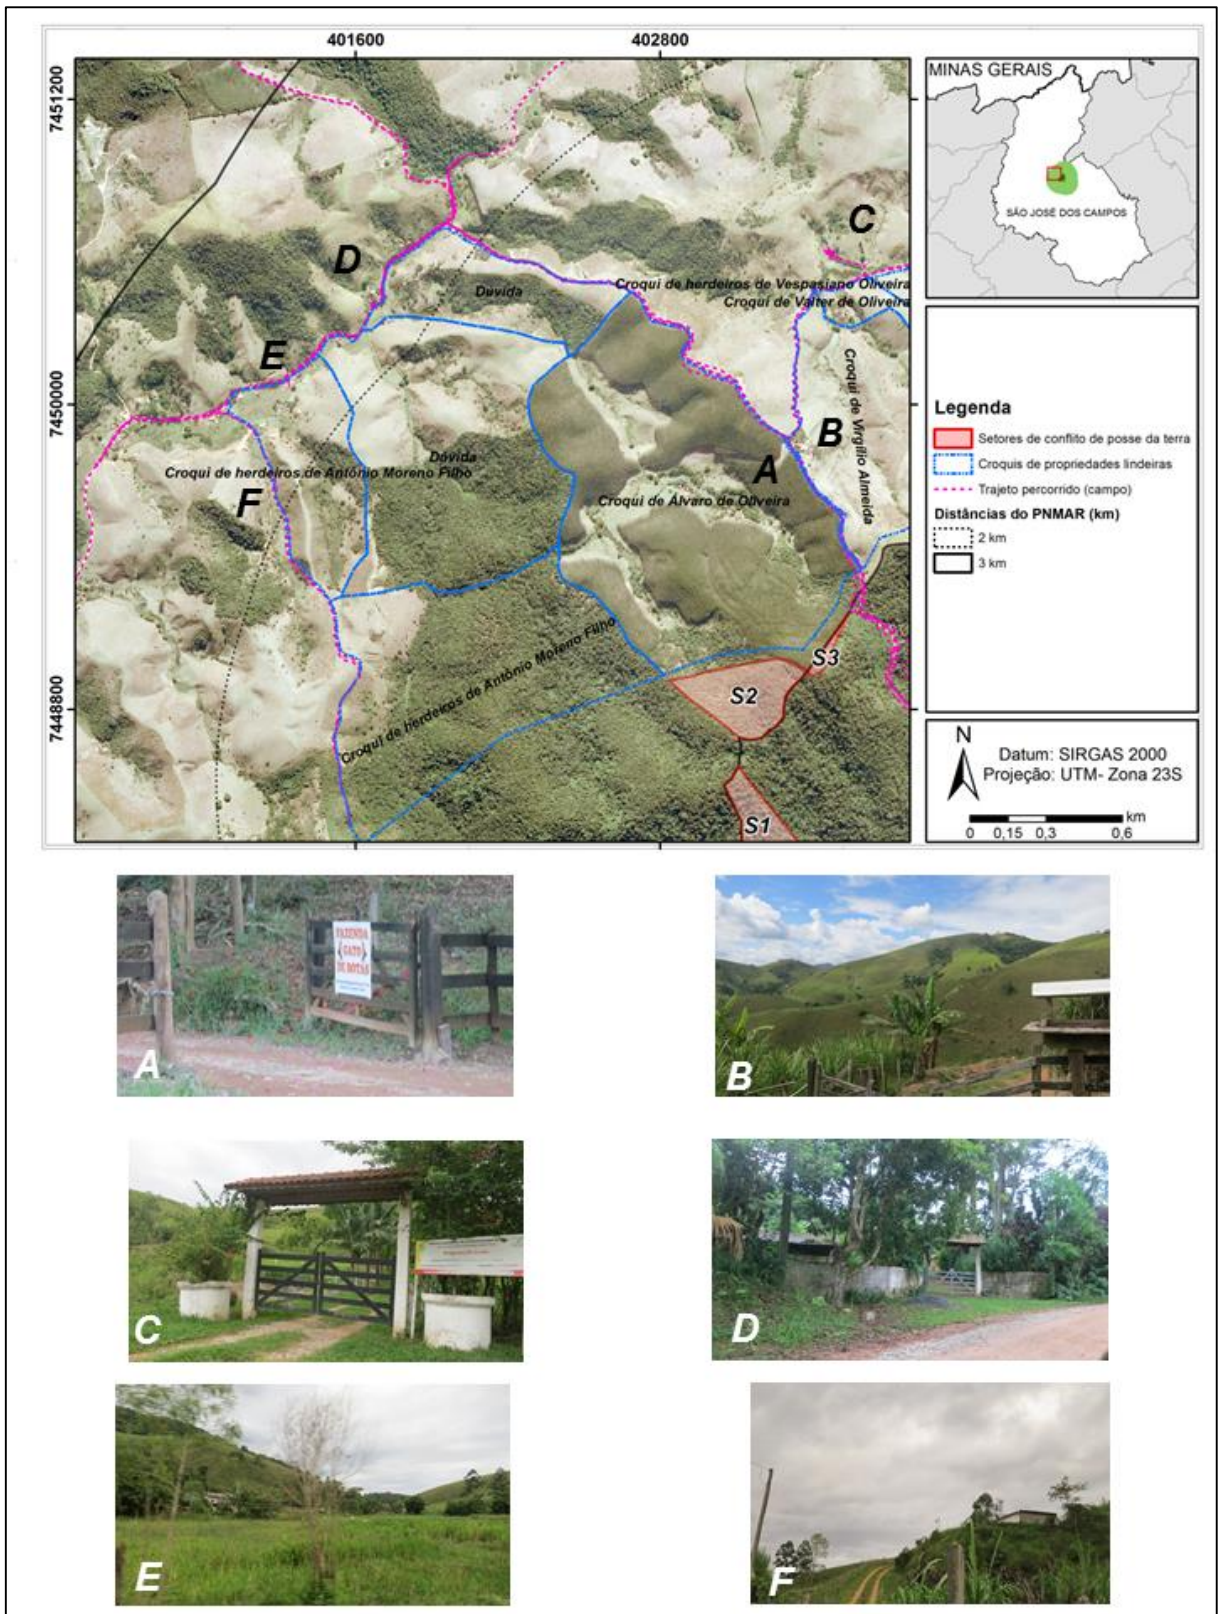 401600
402800
7451200
7450000
7448800
MINAS GERAIS
SÃO JOSÉ DOS CAMPOS
C
Croqui de herdeiros de Vespasiano Oliveira
Croqui de Valter de Oliveira
D
Dúvida
E
Croqui de Virgílio Almeida
B
A
Dúvida
Croqui de herdeiros de Antônio Moreno Filho
F
Croqui de Álvaro de Oliveira
Croqui de herdeiros de Antônio Moreno Filho
S3
S2
S1
Legenda
Setores de conflito de posse da terra
Croquis de propriedades lindeiras
Trajeto percorrido (campo)
Distâncias do PNMAR (km)
2 km
3 km
N
Datum: SIRGAS 2000
Projeção: UTM- Zona 23S
km
0 0,15 0,3 0,6
FAZENDA
GATO
DE BOTAS
A
B
C
D
E
F